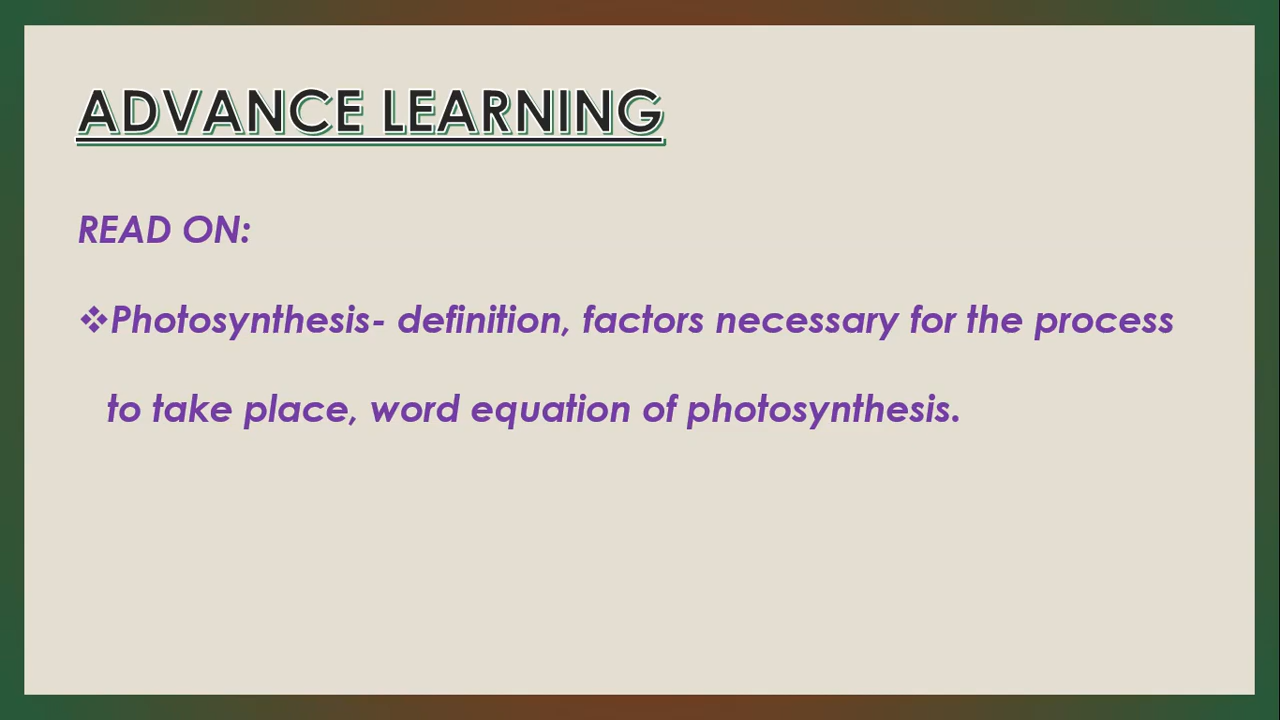 ADVANCE LEARNING
READ ON:
❖Photosynthesis- definition, factors necessary for the process
to take place, word equation of photosynthesis.